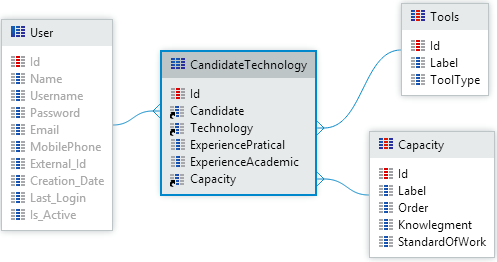 User
Id
Name
Username
Password
Email
MobilePhone
External_Id
Creation_Date
Last_Login
Is_Active
CandidateTechnology
Id
Candidate
Technology
ExperiencePratical
ExperienceAcademic
Capacity
Tools
Id
Label
ToolType
Capacity
Id
Label
Order
Knowlegment
StandardOfWork